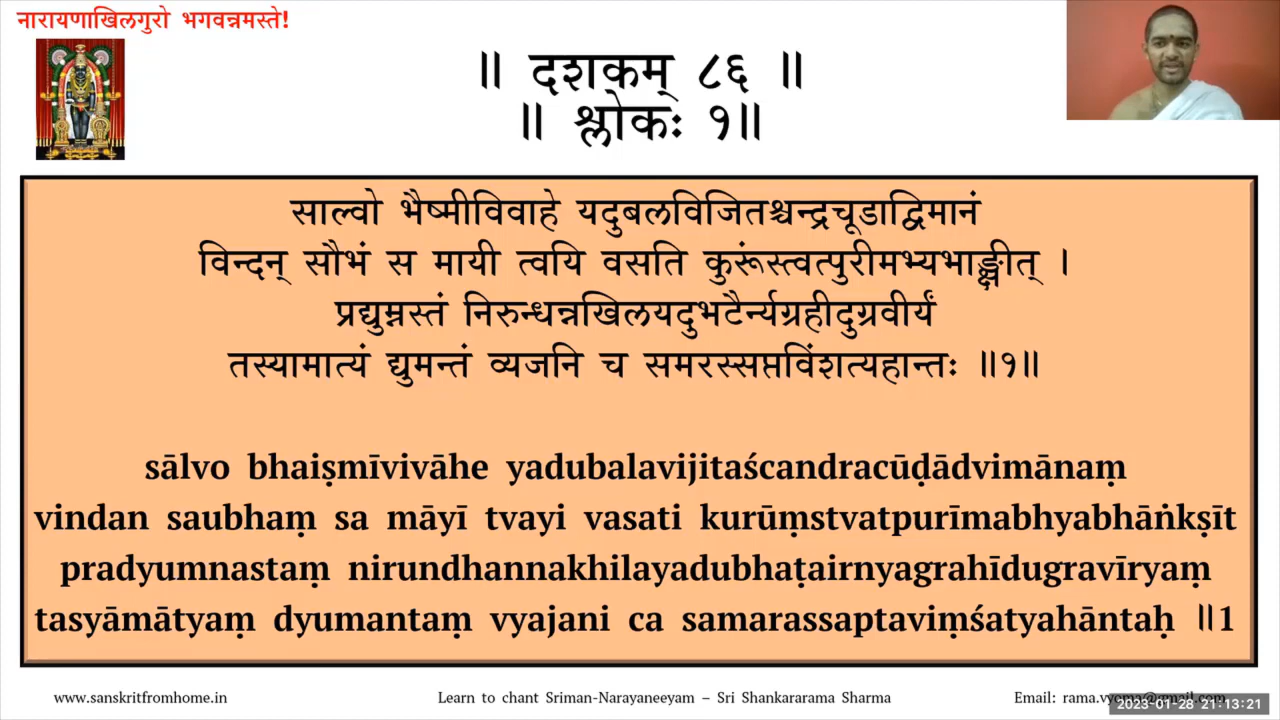 नारायणाखिलगुरो भगवन्नमस्ते!
॥ दशकम् ८६ ॥
॥ श्लोकः १॥
साल्वो भैष्मीविवाहे यदुबलविजितश्चन्द्रचूडाद्विमानं
विन्दन् सौभं स मायी त्वयि वसति कुरूंस्त्वत्पुरीमभ्यभाङ्क्षीत् ।
प्रद्युम्नस्तं निरुन्धन्नखिलयदुभटैर्न्यग्रहीदुग्रवीर्यं
तस्यामात्यं द्युमन्तं व्यजनि च समरस्सप्तविंशत्यहान्तः ॥१॥
sālvo bhaiṣmīvivāhe yadubalavijitaścandracūḍādvimānaṃ
vindan saubhaṃ sa māyī tvayi vasati kurūṃstvatpurīmabhyabhāṅkṣīt
pradyumnastaṃ nirundhannakhilayadubhaṭairnyagrahīdugravīryaṃ
tasyāmātyaṃ dyumantaṃ vyajani ca samarassaptaviṃśatyahāntaḥ ॥1
www.sanskritfromhome.in Learn to chant Sriman-Narayaneeyam – Sri Shankararama Sharma Email: rama.vyoma@gmail.com
2023-01-28 21:13:21